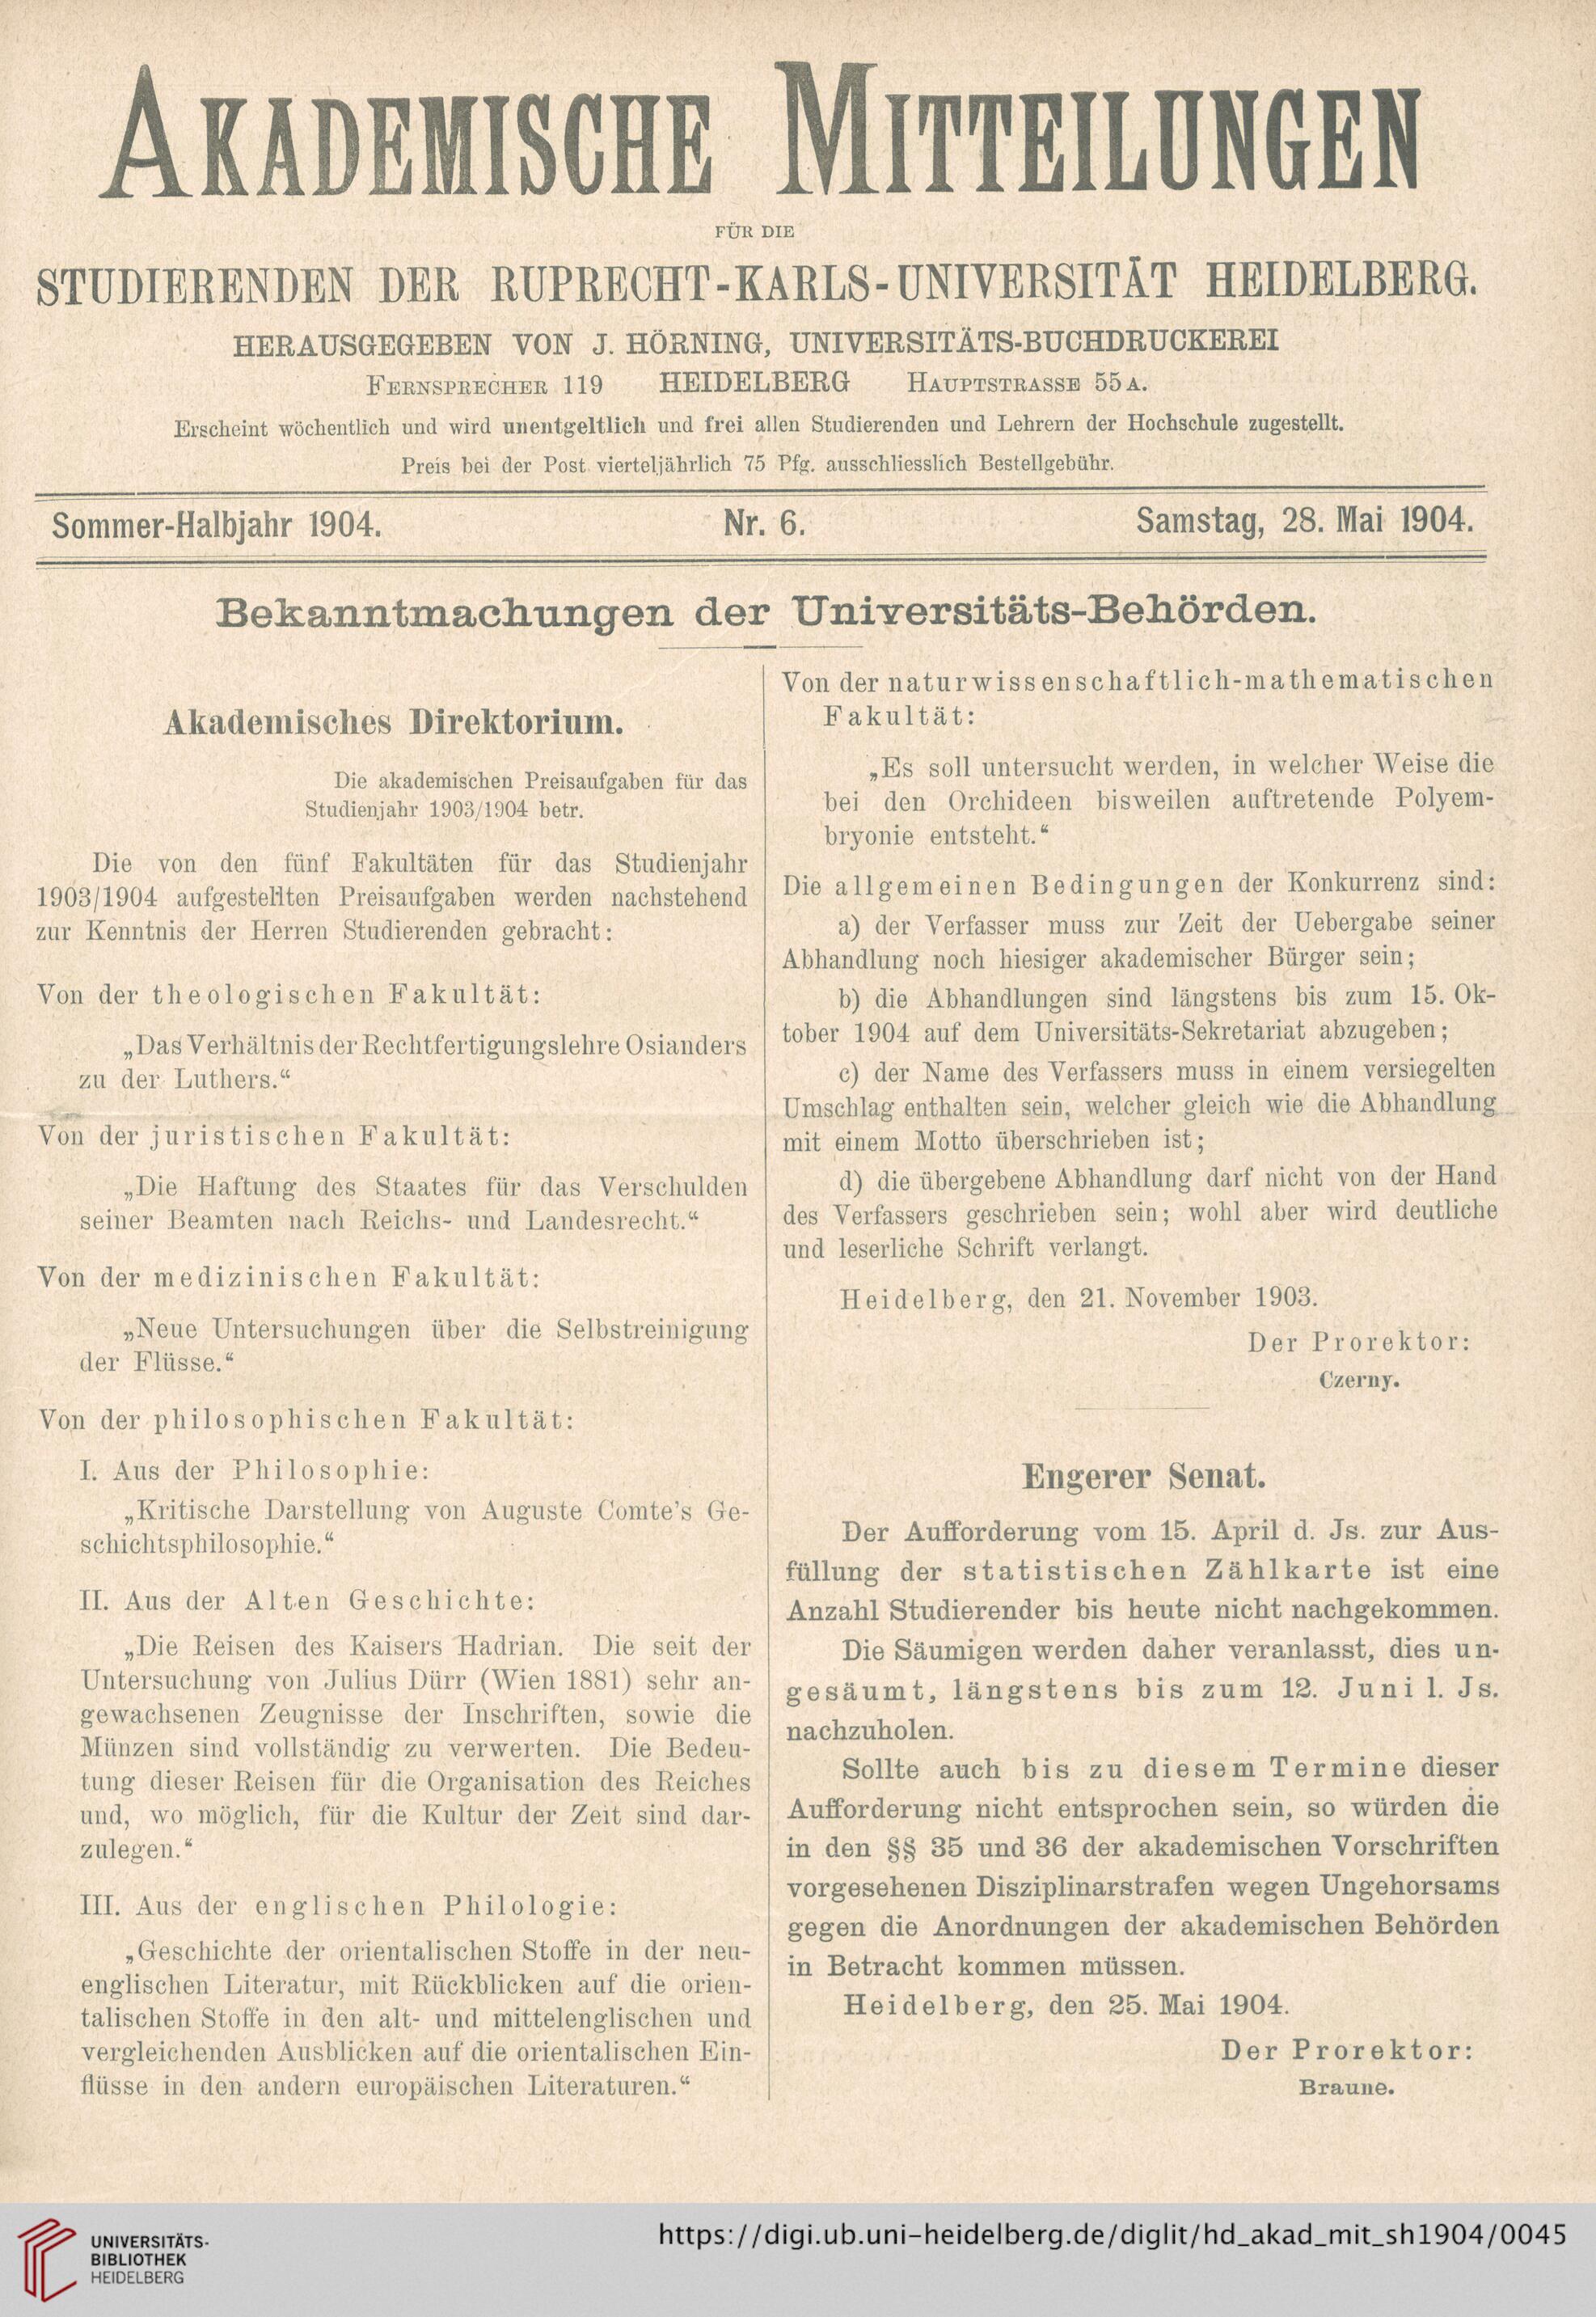 AKADEMISCHE MITTEILUNGEN
FÜR DIE
STUDIERENDEN DER RUPRECHT-KARLS-UNIVERSITÄT HEIDELBERG.
HERAUSGEGEBEN VON J. HÖRNING, UNIVERSITÄTS-BUCHDRUCKEREI
FERNSPRECHER 119 HEIDELBERG HAUPTSTRASSE 55 A.
Erscheint wöchentlich und wird unentgeltlich und frei allen Studierenden und Lehrern der Hochschule zugestellt.
Preis bei der Post vierteljährlich 75 Pfg. ausschliesslich Bestellgebühr.
Sommer-Halbjahr 1904. Nr. 6. Samstag, 28. Mai 1904.
Bekanntmachungen der Universitäts-Behörden.
Akademisches Direktorium.
Die akademischen Preisaufgaben für das
Studienjahr 1903/1904 betr.
Die von den fünf Fakultäten für das Studienjahr
1903/1904 aufgestellten Preisaufgaben werden nachstehend
zur Kenntnis der Herren Studierenden gebracht:
Von der theologischen Fakultät:
„Das Verhältnis der Rechtfertigungslehre Osianders
zu der Luthers.“
Von der juristischen Fakultät:
„Die Haftung des Staates für das Verschulden
seiner Beamten nach Reichs- und Landesrecht.“
Von der medizinischen Fakultät:
„Neue Untersuchungen über die Selbstreinigung
der Flüsse.“
Von der philosophischen Fakultät:
I. Aus der Philosophie:
„Kritische Darstellung von Auguste Comte's Ge-
schichtsphilosophie.“
II. Aus der Alten Geschichte:
„Die Reisen des Kaisers Hadrian. Die seit der
Untersuchung von Julius Dürr (Wien 1881) sehr an-
gewachsenen Zeugnisse der Inschriften, sowie die
Münzen sind vollständig zu verwerten. Die Bedeu-
tung dieser Reisen für die Organisation des Reiches
und, wo möglich, für die Kultur der Zeit sind dar-
zulegen.“
III. Aus der englischen Philologie:
„Geschichte der orientalischen Stoffe in der neu-
englischen Literatur, mit Rückblicken auf die orien-
talischen Stoffe in den alt- und mittelenglischen und
vergleichenden Ausblicken auf die orientalischen Ein-
flüsse in den andern europäischen Literaturen.“
Von der naturwissenschaftlich-mathematischen
Fakultät:
„Es soll untersucht werden, in welcher Weise die
bei den Orchideen bisweilen auftretende Polyem-
bryonie entsteht.“
Die allgemeinen Bedingungen der Konkurrenz sind:
a) der Verfasser muss zur Zeit der Uebergabe seiner
Abhandlung noch hiesiger akademischer Bürger sein;
b) die Abhandlungen sind längstens bis zum 15. Ok-
tober 1904 auf dem Universitäts-Sekretariat abzugeben;
c) der Name des Verfassers muss in einem versiegelten
Umschlag enthalten sein, welcher gleich wie die Abhandlung
mit einem Motto überschrieben ist;
d) die übergebene Abhandlung darf nicht von der Hand
des Verfassers geschrieben sein; wohl aber wird deutliche
und leserliche Schrift verlangt.
Heidelberg, den 21. November 1903.
Der Prorektor:
Czerny.
Engerer Senat.
Der Aufforderung vom 15. April d. Js. zur Aus-
füllung der statistischen Zählkarte ist eine
Anzahl Studierender bis heute nicht nachgekommen.
Die Säumigen werden daher veranlasst, dies un-
gesäumt, längstens bis zum 12. Juni l. Js.
nachzuholen.
Sollte auch bis zu diesem Termine dieser
Aufforderung nicht entsprochen sein, so würden die
in den §§ 35 und 36 der akademischen Vorschriften
vorgesehenen Disziplinarstrafen wegen Ungehorsams
gegen die Anordnungen der akademischen Behörden
in Betracht kommen müssen.
Heidelberg, den 25. Mai 1904.
Der Prorektor:
Braune.
UNIVERSITÄTS-
BIBLIOTHEK
HEIDELBERG
https://digi.ub.uni-heidelberg.de/diglit/hd_akad_mit_sh1904/0045